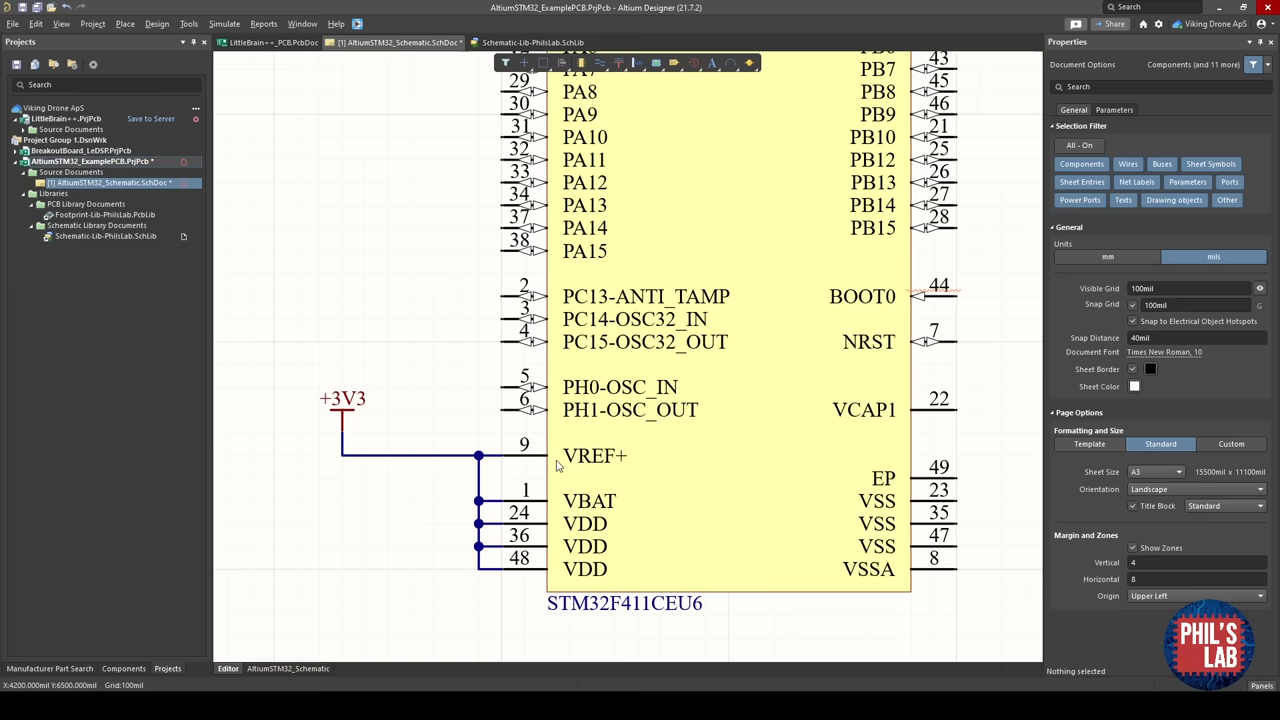 AltiumSTM32_ExamplePCB.PrjPcb - Altium Designer (21.7.2)
Search
File Edit View Project Place Design Tools Simulate Reports Window Help
Share
Viking Drone ApS
Projects
LittleBrain++_PCB.PcbDoc
[1] AltiumSTM32_Schematic.SchDoc *
Schematic-Lib-PhilsLab.SchLib
Properties
Document Options
Components (and 11 more)
Search
Search
General
Parameters
Viking Drone ApS
LittleBrain++.PrjPcb
Save to Server
Source Documents
Project Group 1.DsnWrk
BreakoutBoard_LeDSP.PrjPcb
AltiumSTM32_ExamplePCB.PrjPcb *
Source Documents
[1] AltiumSTM32_Schematic.SchDoc *
Libraries
PCB Library Documents
Footprint-Lib-PhilsLab.PcbLib
Schematic Library Documents
Schematic-Lib-PhilsLab.SchLib
PA7
29 PA8
30 PA9
31 PA10
32 PA11
33 PA12
34 PA13
37 PA14
38 PA15
2 PC13-ANTI_TAMP
3 PC14-OSC32_IN
4 PC15-OSC32_OUT
5 PH0-OSC_IN
6 PH1-OSC_OUT
+3V3
9 VREF+
1 VBAT
24 VDD
36 VDD
48 VDD
PB7 43
PB8 45
PB9 46
PB10 21
PB12 25
PB13 26
PB14 27
PB15 28
BOOT0 44
NRST 7
VCAP1 22
EP 49
VSS 23
VSS 35
VSS 47
VSSA 8
STM32F411CEU6
Selection Filter
All - On
Components
Wires
Buses
Sheet Symbols
Sheet Entries
Net Labels
Parameters
Ports
Power Ports
Texts
Drawing objects
Other
General
Units
mm
mils
Visible Grid 100mil
Snap Grid 100mil G
Snap to Electrical Object Hotspots
Snap Distance 40mil
Document Font Times New Roman, 10
Sheet Border
Sheet Color
Page Options
Formatting and Size
Template
Standard
Custom
Sheet Size A3 15500mil x 11100mil
Orientation Landscape
Title Block Standard
Margin and Zones
Show Zones
Vertical 4
Horizontal 8
Origin Upper Left
PHIL'S
LAB
Nothing selected
Manufacturer Part Search
Components
Projects
Editor
AltiumSTM32_Schematic
X:4200.000mil Y:6500.000mil Grid:100mil
Panels